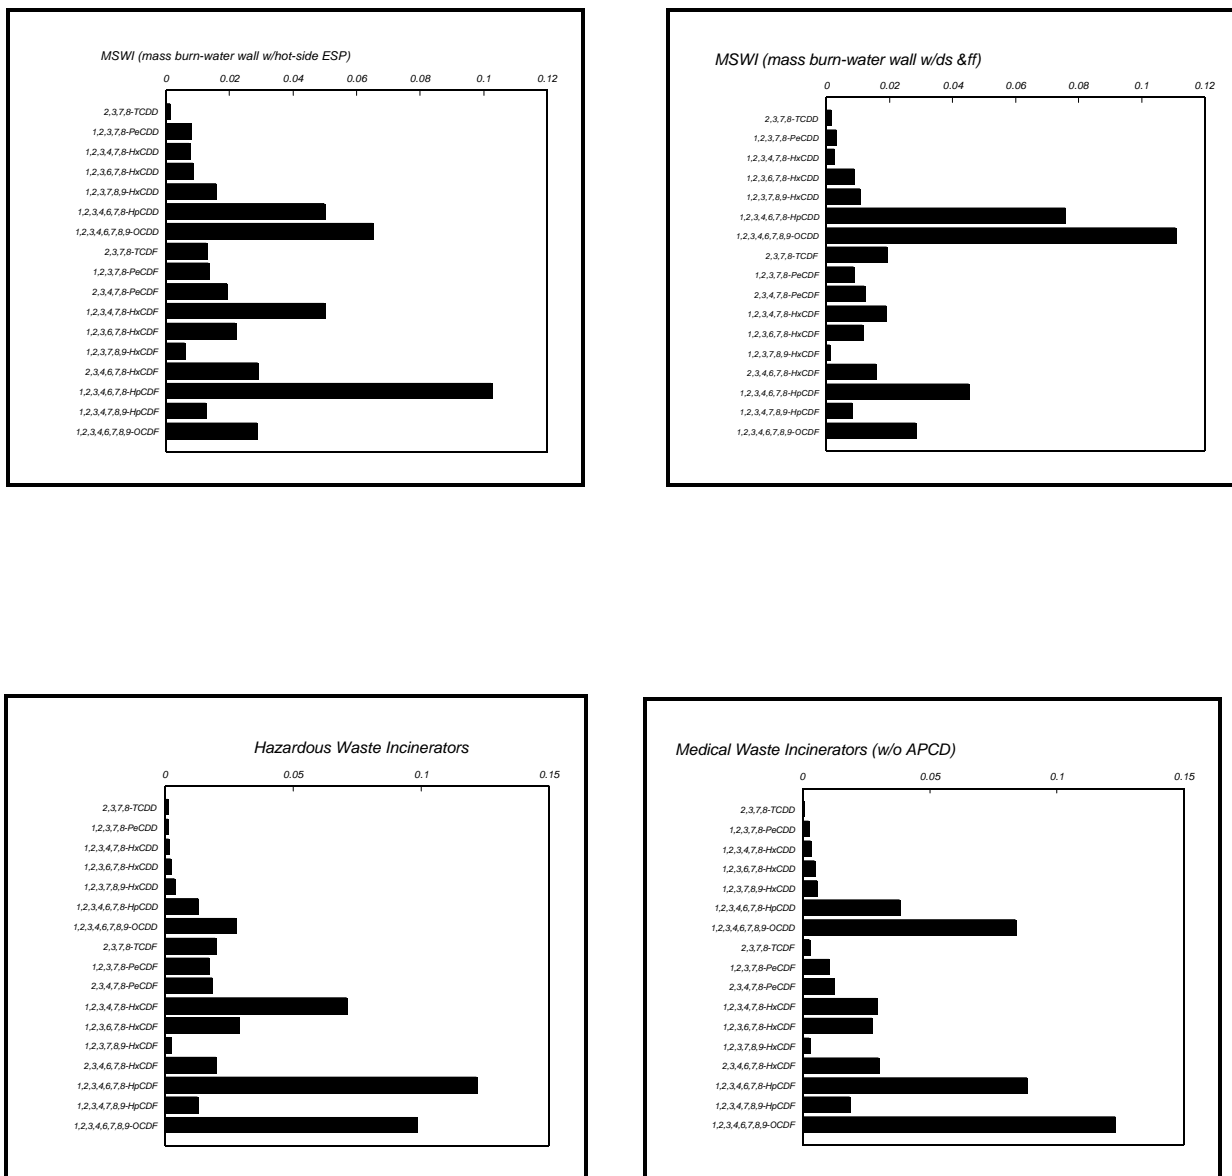 MSWI (mass burn-water wall w/hot-side ESP)
0 0.02 0.04 0.06 0.08 0.1 0.12
2,3,7,8-TCDD
1,2,3,7,8-PeCDD
1,2,3,4,7,8-HxCDD
1,2,3,6,7,8-HxCDD
1,2,3,7,8,9-HxCDD
1,2,3,4,6,7,8-HpCDD
1,2,3,4,6,7,8,9-OCDD
2,3,7,8-TCDF
1,2,3,7,8-PeCDF
2,3,4,7,8-PeCDF
1,2,3,4,7,8-HxCDF
1,2,3,6,7,8-HxCDF
1,2,3,7,8,9-HxCDF
2,3,4,6,7,8-HxCDF
1,2,3,4,6,7,8-HpCDF
1,2,3,4,7,8,9-HpCDF
1,2,3,4,6,7,8,9-OCDF
MSWI (mass burn-water wall w/ds &ff)
0 0.02 0.04 0.06 0.08 0.1 0.12
2,3,7,8-TCDD
1,2,3,7,8-PeCDD
1,2,3,4,7,8-HxCDD
1,2,3,6,7,8-HxCDD
1,2,3,7,8,9-HxCDD
1,2,3,4,6,7,8-HpCDD
1,2,3,4,6,7,8,9-OCDD
2,3,7,8-TCDF
1,2,3,7,8-PeCDF
2,3,4,7,8-PeCDF
1,2,3,4,7,8-HxCDF
1,2,3,6,7,8-HxCDF
1,2,3,7,8,9-HxCDF
2,3,4,6,7,8-HxCDF
1,2,3,4,6,7,8-HpCDF
1,2,3,4,7,8,9-HpCDF
1,2,3,4,6,7,8,9-OCDF
Hazardous Waste Incinerators
0 0.05 0.1 0.15
2,3,7,8-TCDD
1,2,3,7,8-PeCDD
1,2,3,4,7,8-HxCDD
1,2,3,6,7,8-HxCDD
1,2,3,7,8,9-HxCDD
1,2,3,4,6,7,8-HpCDD
1,2,3,4,6,7,8,9-OCDD
2,3,7,8-TCDF
1,2,3,7,8-PeCDF
2,3,4,7,8-PeCDF
1,2,3,4,7,8-HxCDF
1,2,3,6,7,8-HxCDF
1,2,3,7,8,9-HxCDF
2,3,4,6,7,8-HxCDF
1,2,3,4,6,7,8-HpCDF
1,2,3,4,7,8,9-HpCDF
1,2,3,4,6,7,8,9-OCDF
Medical Waste Incinerators (w/o APCD)
0 0.05 0.1 0.15
2,3,7,8-TCDD
1,2,3,7,8-PeCDD
1,2,3,4,7,8-HxCDD
1,2,3,6,7,8-HxCDD
1,2,3,7,8,9-HxCDD
1,2,3,4,6,7,8-HpCDD
1,2,3,4,6,7,8,9-OCDD
2,3,7,8-TCDF
1,2,3,7,8-PeCDF
2,3,4,7,8-PeCDF
1,2,3,4,7,8-HxCDF
1,2,3,6,7,8-HxCDF
1,2,3,7,8,9-HxCDF
2,3,4,6,7,8-HxCDF
1,2,3,4,6,7,8-HpCDF
1,2,3,4,7,8,9-HpCDF
1,2,3,4,6,7,8,9-OCDF